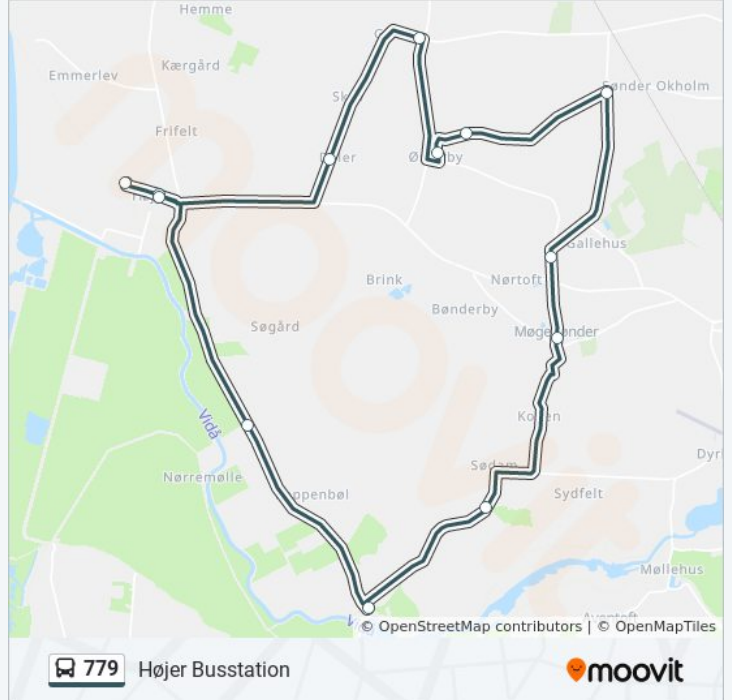 Hemme
Kærgård
Emmerlev
Sønder Okholm
Frifelt
Gallehus
Brink
Nørtoft
Bønderby
Søgård
Vidå
Sødam
Nørremølle
Sydfelt
Møllehus
© OpenStreetMap contributors | © OpenMapTiles
779 Højer Busstation
moovit